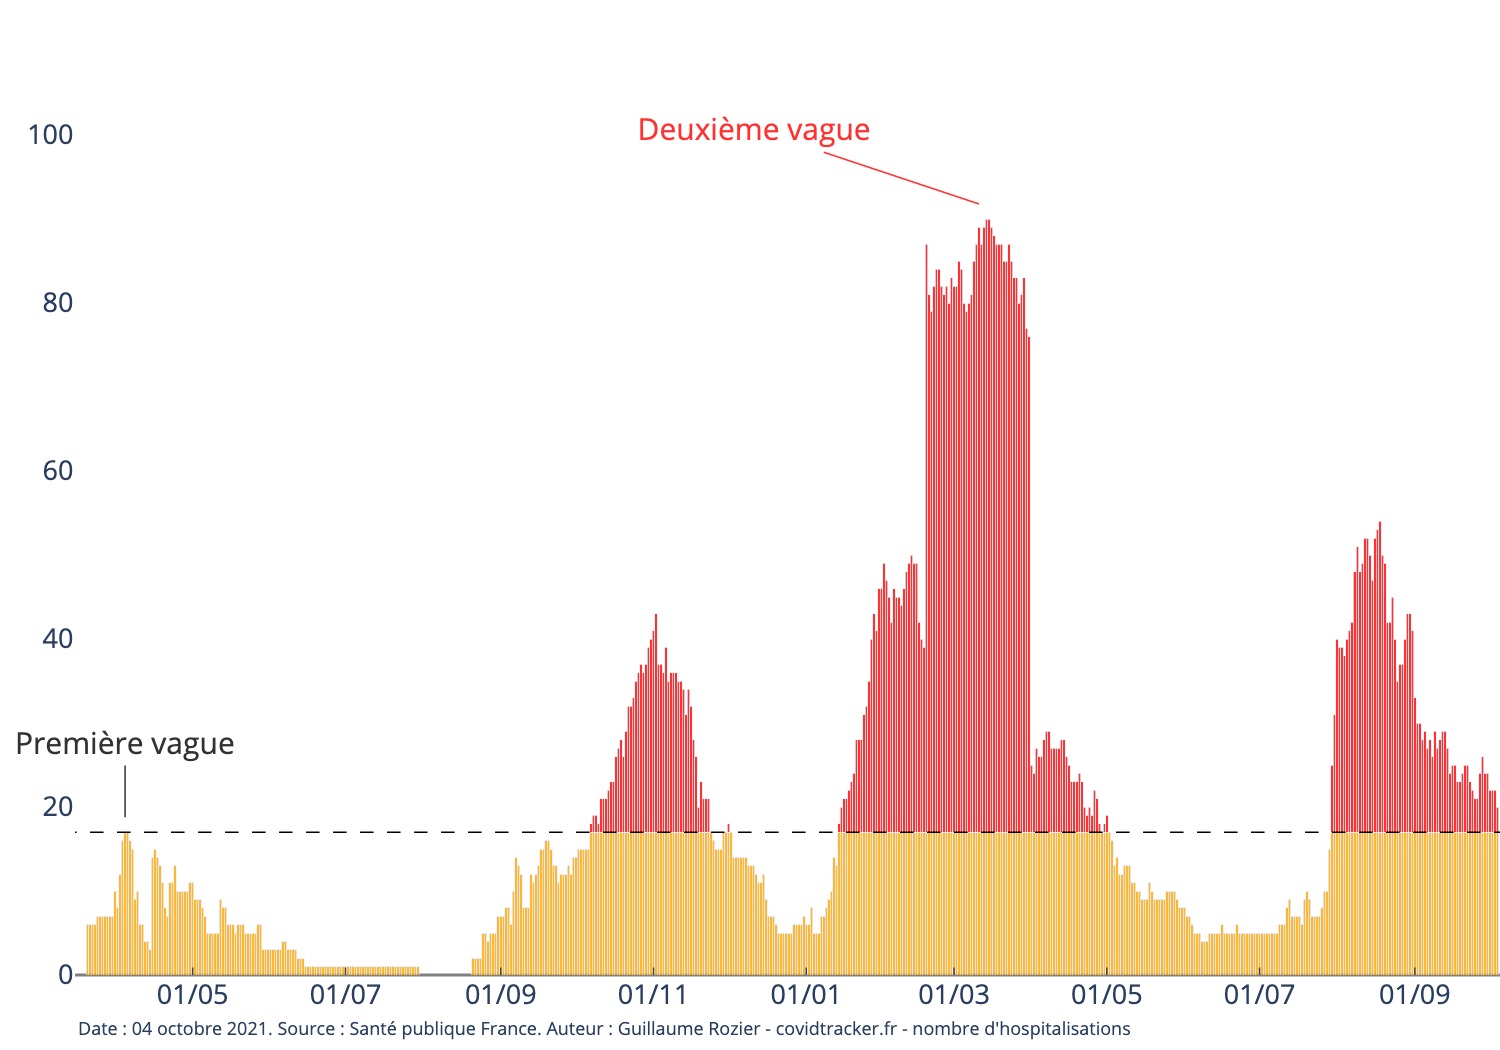 Deuxième vague
100
80
60
40
Première vague
20
0
01/05 01/07 01/09 01/11 01/01 01/03 01/05 01/07 01/09
Date : 04 octobre 2021. Source : Santé publique France. Auteur : Guillaume Rozier - covidtracker.fr - nombre d'hospitalisations